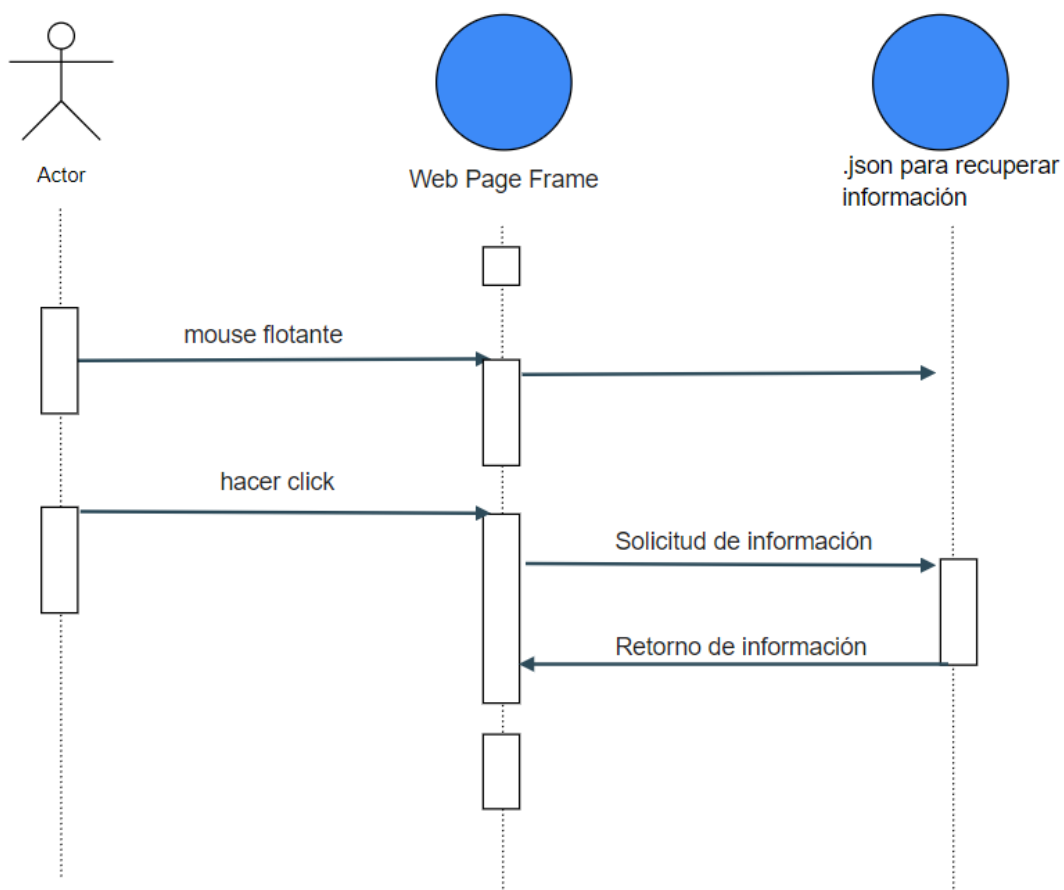 Actor
Web Page Frame
.json para recuperar
información
mouse flotante
hacer click
Solicitud de información
Retorno de información